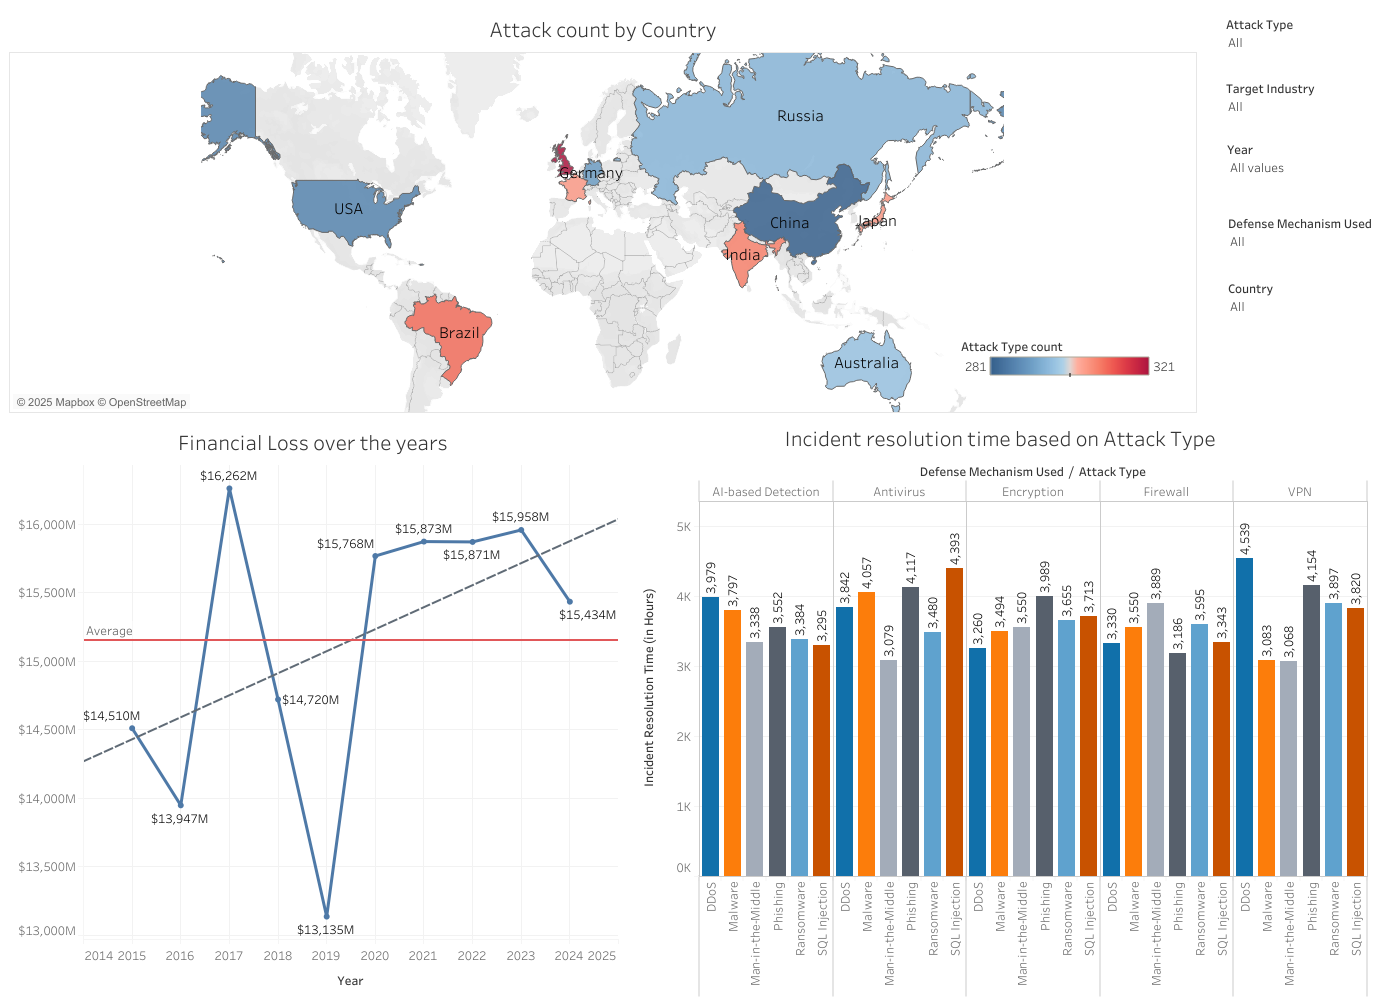 Attack count by Country
Attack Type
All
Target Industry
All
Year
All values
Defense Mechanism Used
All
Country
All
Russia
Germany
USA
China
Japan
India
Brazil
Australia
Attack Type count
281 321
© 2025 Mapbox © OpenStreetMap
Financial Loss over the years
$16,262M
$16,000M
$15,958M
$15,873M
$15,768M
$15,871M
$15,500M
$15,434M
Average
$15,000M
$14,720M
$14,510M
$14,500M
$14,000M
$13,947M
$13,500M
$13,135M
$13,000M
2014 2015 2016 2017 2018 2019 2020 2021 2022 2023 2024 2025
Year
Incident resolution time based on Attack Type
Defense Mechanism Used / Attack Type
AI-based Detection Antivirus Encryption Firewall VPN
Incident Resolution Time (in Hours)
5K
4K
3K
2K
1K
0K
3,979 3,797 3,338 3,552 3,384 3,295
3,842 4,057 3,079 4,117 3,480 4,393
3,260 3,494 3,550 3,989 3,655 3,713
3,330 3,550 3,889 3,186 3,595 3,343
4,539 3,083 3,068 4,154 3,897 3,820
DDoS Malware Man-in-the-Middle Phishing Ransomware SQL Injection
DDoS Malware Man-in-the-Middle Phishing Ransomware SQL Injection
DDoS Malware Man-in-the-Middle Phishing Ransomware SQL Injection
DDoS Malware Man-in-the-Middle Phishing Ransomware SQL Injection
DDoS Malware Man-in-the-Middle Phishing Ransomware SQL Injection